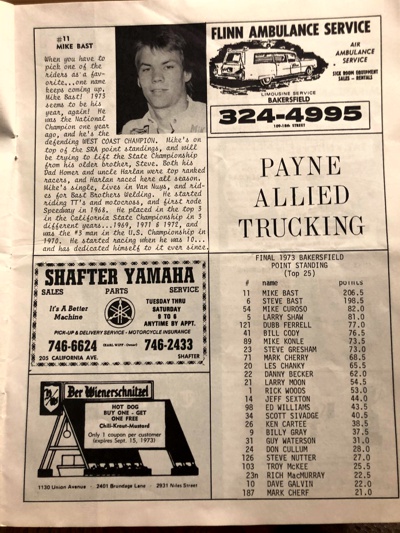 #11
MIKE BAST
When you have to
pick one of the
riders as a fav-
orite...one name
keeps coming up,
Mike Bast! 1973
seems to be his
year, again! He
was the National
Champion one year
ago, and he's the
defending WEST COAST CHAMPION. Mike's on
top of the SRA point standings, and will
be trying to lift the State Championship
from his older brother, Steve. Both his
Dad Homer and uncle Harlan were top ranked
racers, and Harlan raced here all season.
Mike's single, lives in Van Nuys, and rid-
es for Bast Brothers Welding. He started
riding TT's and motocross, and first rode
Speedway in 1968. He placed in the top 3
in the California State Championship in 3
different years...1969, 1971 & 1972, and
was the #3 man in the U.S. Championship in
1970. He started racing when he was 10...
and has dedicated himself to it ever since.
SHAFTER YAMAHA
SALES PARTS SERVICE
It's A Better
Machine
TUESDAY THRU
SATURDAY
9 TO 6
ANYTIME BY APPT.
PICK-UP & DELIVERY SERVICE - MOTORCYCLE INSURANCE
746-6624
746-2433
205 CALIFORNIA AVE.
SHAFTER
Der Wienerschnitzel
HOT DOG
BUY ONE - GET
ONE FREE
Chili-Kraut-Mustard
Only 1 coupon per customer
(expires Sept. 15, 1973)
1130 Union Avenue · 2401 Brundage Lane · 2931 Niles Street
FLINN AMBULANCE SERVICE
AIR
AMBULANCE
SERVICE
SICK ROOM EQUIPMENT
SALES - RENTALS
LIMOUSINE SERVICE
BAKERSFIELD
324-4995
PAYNE
ALLIED
TRUCKING
FINAL 1973 BAKERSFIELD
POINT STANDING
(Top 25)
# name points
11 MIKE BAST 206.5
6 STEVE BAST 198.5
54 MIKE CUROSO 82.0
5 LARRY SHAW 81.0
121 DUBB FERRELL 77.0
41 BILL CODY 76.5
89 MIKE KONLE 73.5
23 STEVE GRESHAM 73.0
71 MARK CHERRY 68.5
20 LES CHANKY 65.5
22 DANNY BECKER 62.0
21 LARRY MOON 54.5
1 RICK WOODS 53.0
14 JEFF SEXTON 44.0
98 ED WILLIAMS 43.5
34 SCOTT SIVADGE 40.5
26 KEN CARTEE 38.5
9 BILLY GRAY 37.5
31 GUY WATERSON 31.0
24 DON CULLUM 28.0
126 STEVE NUTTER 27.0
103 TROY McKEE 25.5
23n RICH MacMURRAY 22.5
10 DAVE GALVIN 22.0
187 MARK CHERF 21.0